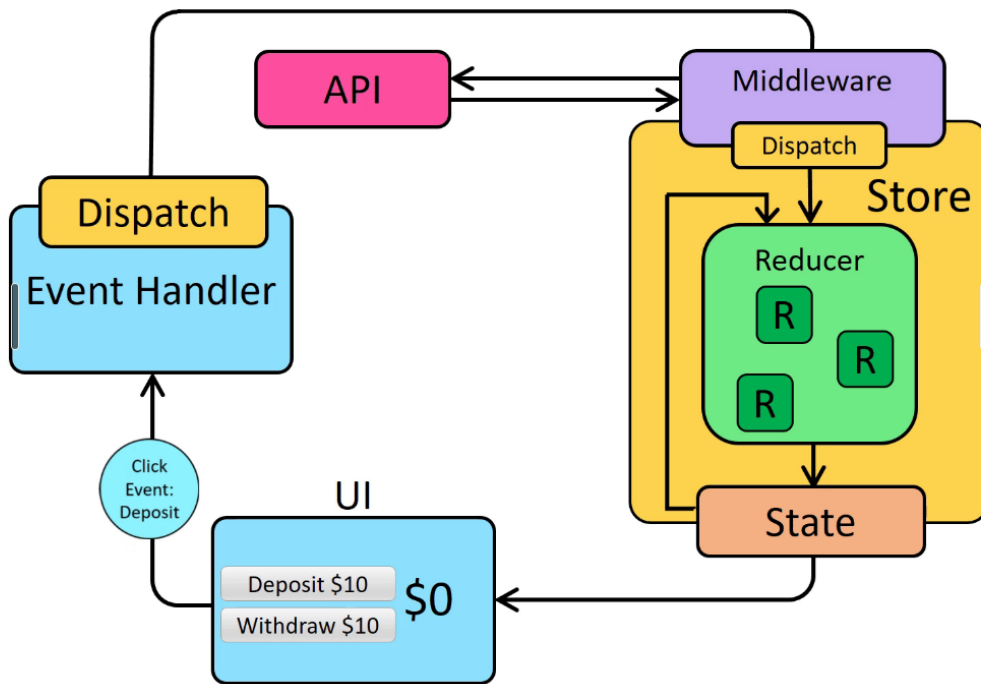 API
Middleware
Dispatch
Store
Dispatch
Event Handler
Reducer
R
R
R
Click
Event:
Deposit
UI
State
Deposit $10
$0
Withdraw $10